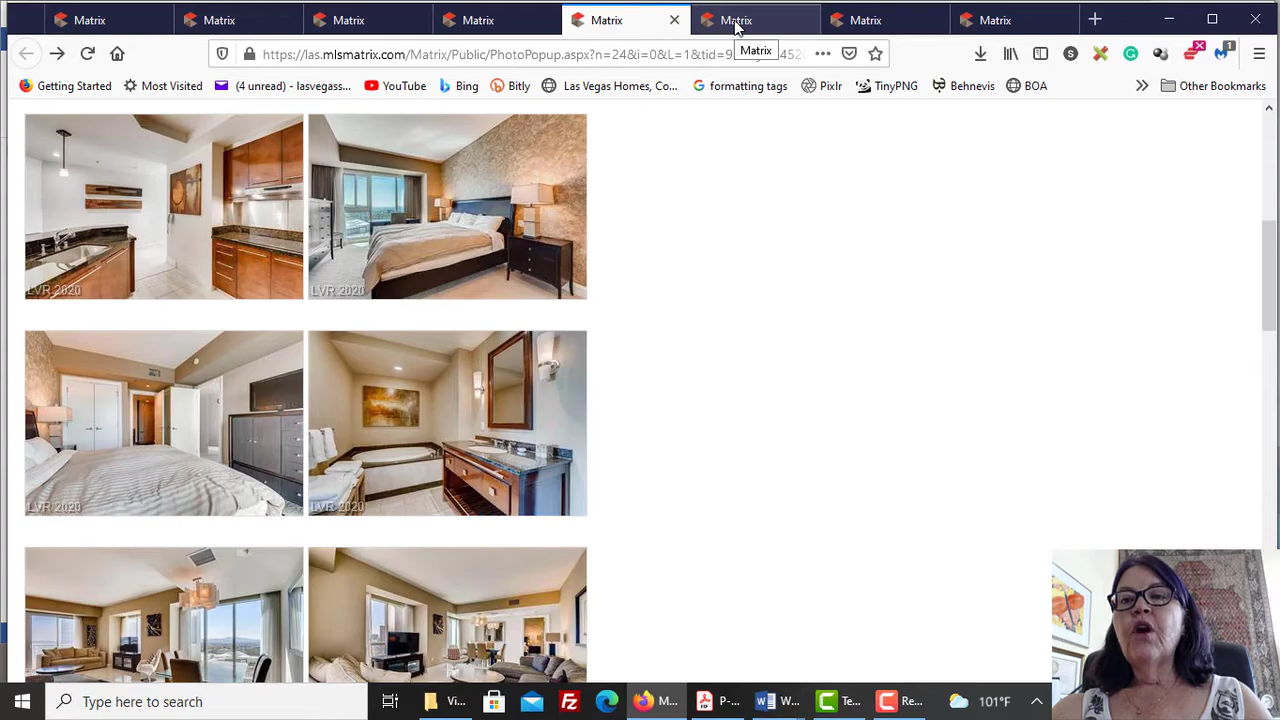 Matrix
Matrix
Matrix
Matrix
Matrix
Matrix
Matrix
Matrix
https://las.mlsmatrix.com/Matrix/Public/PhotoPopup.aspx?n=24&i=0&L=1&tid=9
Matrix
Getting Started
Most Visited
(4 unread) - lasvegass...
YouTube
Bing
Bitly
Las Vegas Homes, Co...
formatting tags
Pixlr
TinyPNG
Behnevis
BOA
Other Bookmarks
LVR 2020
LVR 2020
LVR 2020
LVR 2020
Type here to search
Vi...
M...
P-...
W...
Te...
Re...
101°F